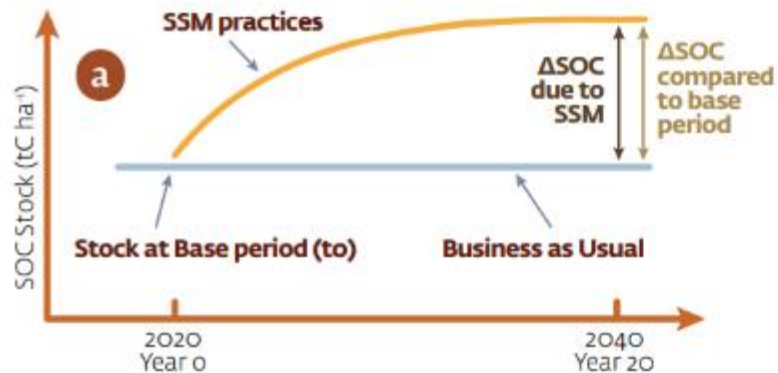 SSM practices
a
ΔSOC
due to
SSM
ΔSOC
compared
to base
period
SOC Stock (tC ha⁻¹)
Stock at Base period (to)
Business as Usual
2020
Year 0
2040
Year 20